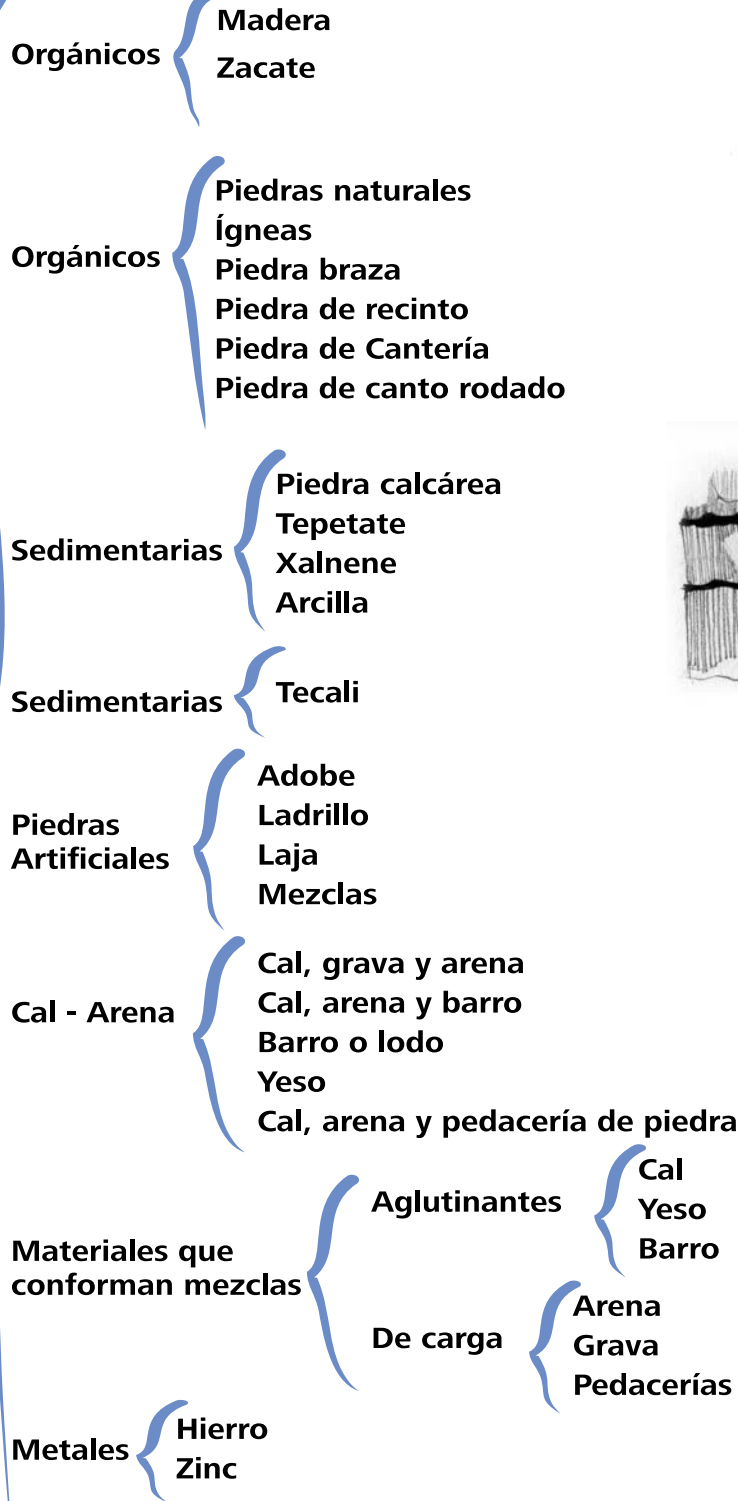 Orgánicos
Madera
Zacate
Orgánicos
Piedras naturales
Ígneas
Piedra braza
Piedra de recinto
Piedra de Cantería
Piedra de canto rodado
Sedimentarias
Piedra calcárea
Tepetate
Xalnene
Arcilla
Sedimentarias
Tecali
Piedras
Artificiales
Adobe
Ladrillo
Laja
Mezclas
Cal - Arena
Cal, grava y arena
Cal, arena y barro
Barro o lodo
Yeso
Cal, arena y pedacería de piedra
Materiales que
conforman mezclas
Aglutinantes
Cal
Yeso
Barro
De carga
Arena
Grava
Pedacerías
Metales
Hierro
Zinc